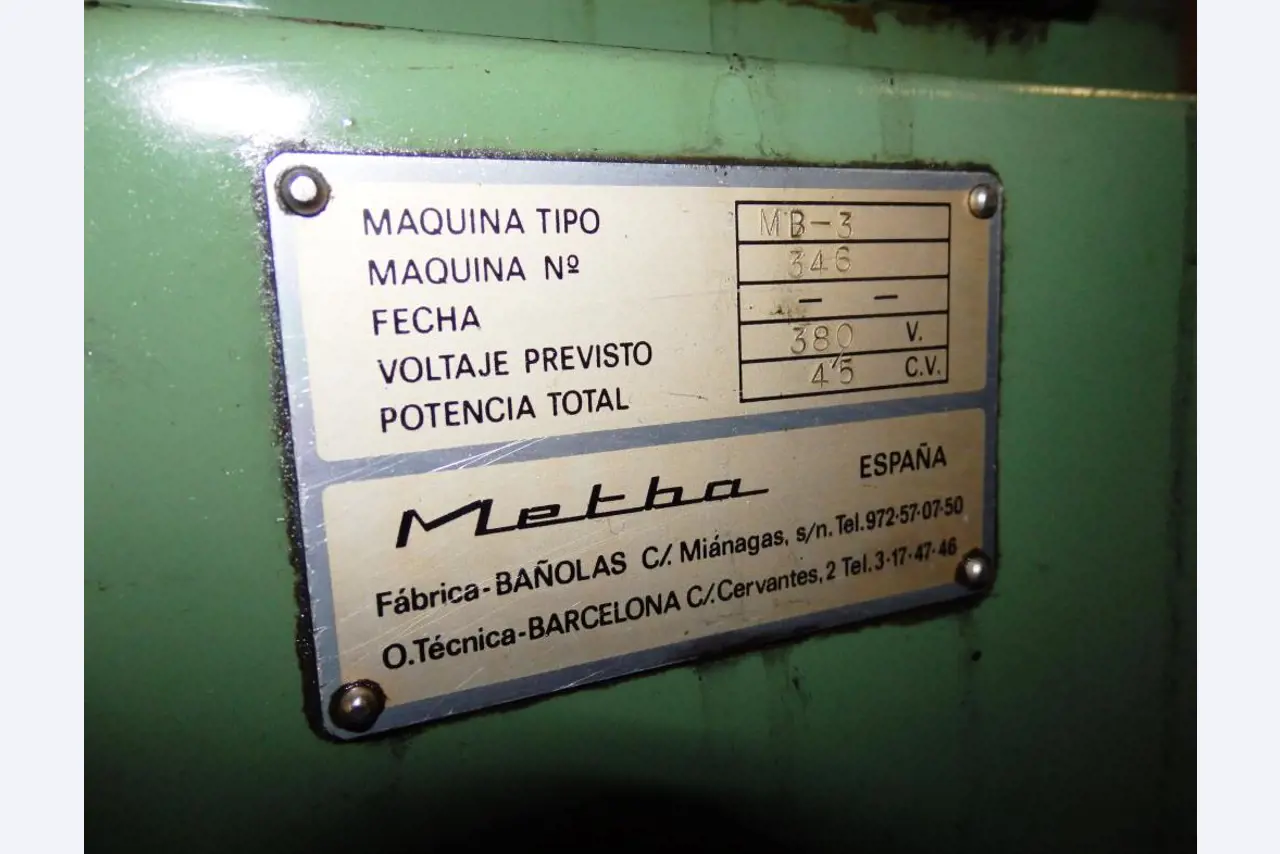 MAQUINA TIPO MB-3
MAQUINA Nº 346
FECHA — —
VOLTAJE PREVISTO 380 V.
POTENCIA TOTAL 4'5 C.V.
Metba ESPAÑA
Fábrica-BAÑOLAS C/. Miánagas, s/n. Tel. 972-57-07-50
O.Técnica-BARCELONA C/. Cervantes, 2 Tel. 3-17-47-46